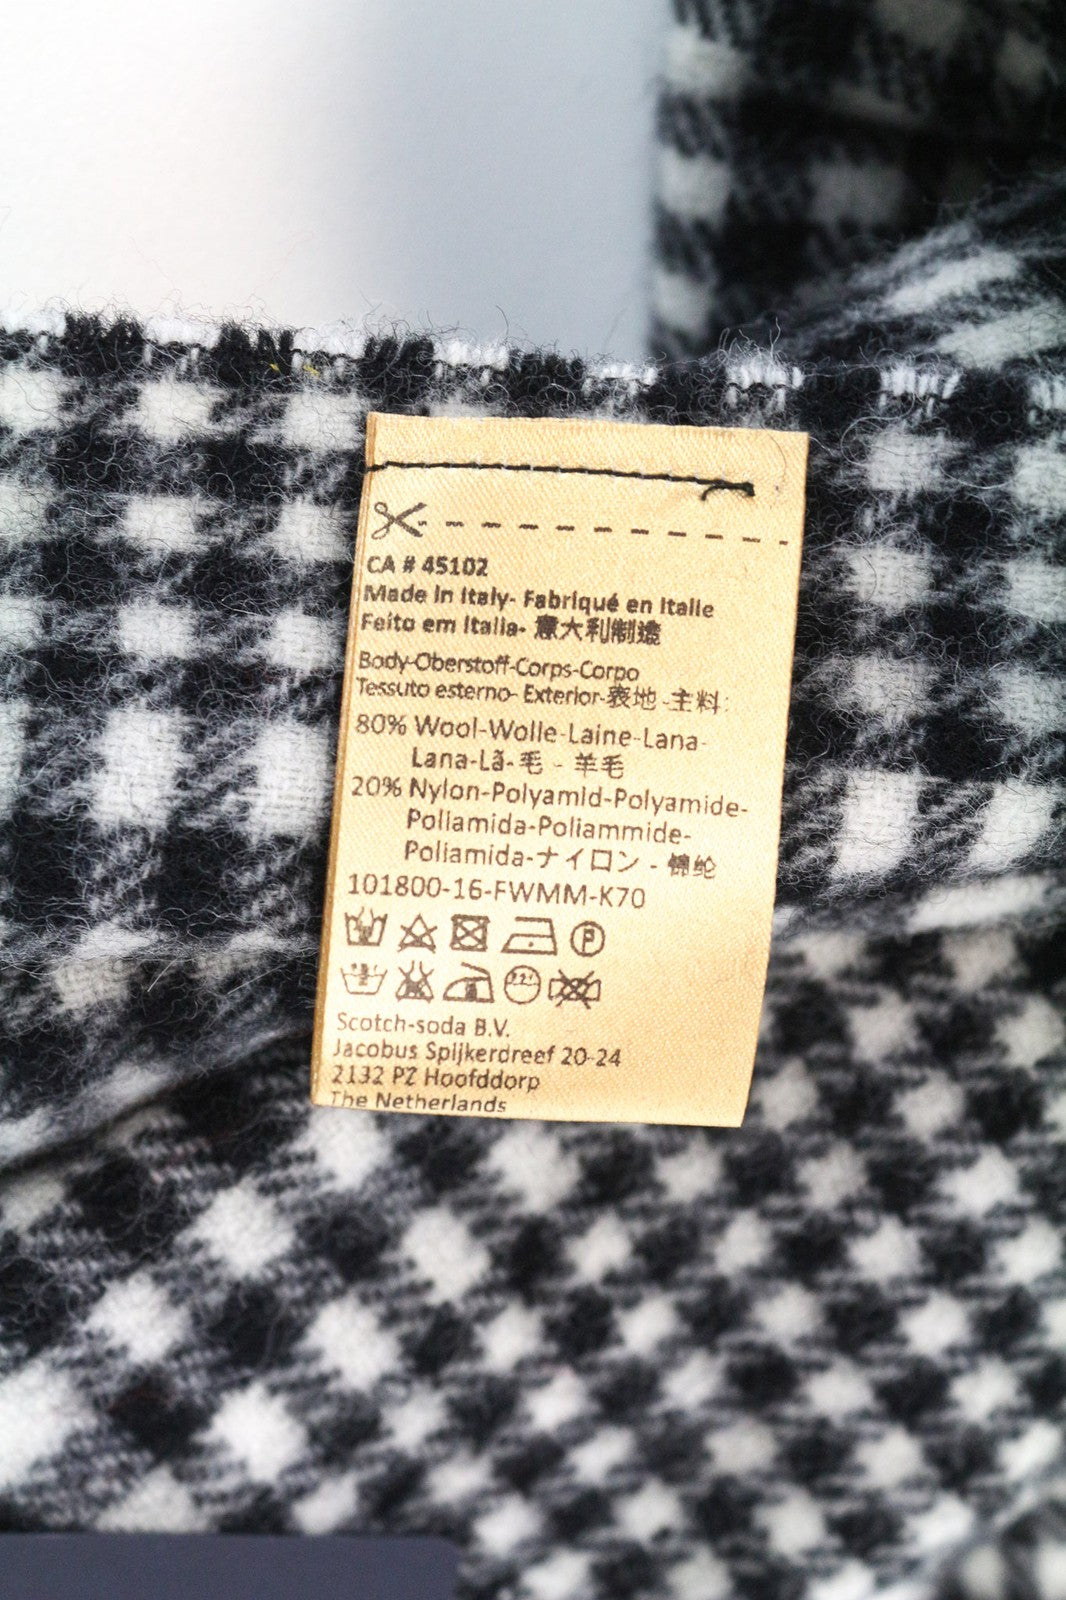 CA # 45102
Made in Italy- Fabriqué en Italie
Feito em Italia- 意大利制造
Body-Oberstoff-Corps-Corpo
Tessuto esterno- Exterior-表地 -主料:
80% Wool-Wolle-Laine-Lana-
Lana-Lã-毛 - 羊毛
20% Nylon-Polyamid-Polyamide-
Poliamida-Poliammide-
Poliamida-ナイロン - 锦纶
101800-16-FWMM-K70
P
Scotch-soda B.V.
Jacobus Spijkerdreef 20-24
2132 PZ Hoofddorp
The Netherlands